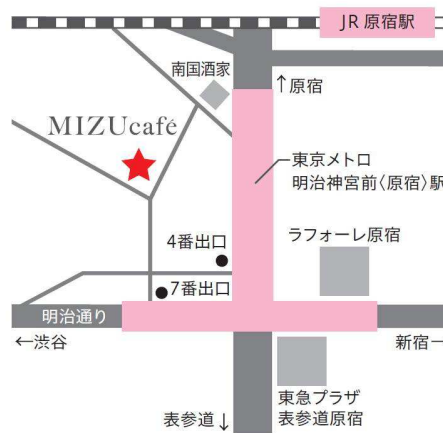 JR 原宿駅
南国酒家
↑原宿
MIZUcafé
東京メトロ
明治神宮前〈原宿〉駅
4番出口
ラフォーレ原宿
7番出口
明治通り
←渋谷
新宿→
東急プラザ
表参道原宿
表参道↓